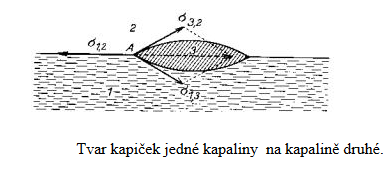 2
σ3,2
σ1,2
A
3
1
σ1,3
Tvar kapiček jedné kapaliny na kapalině druhé.